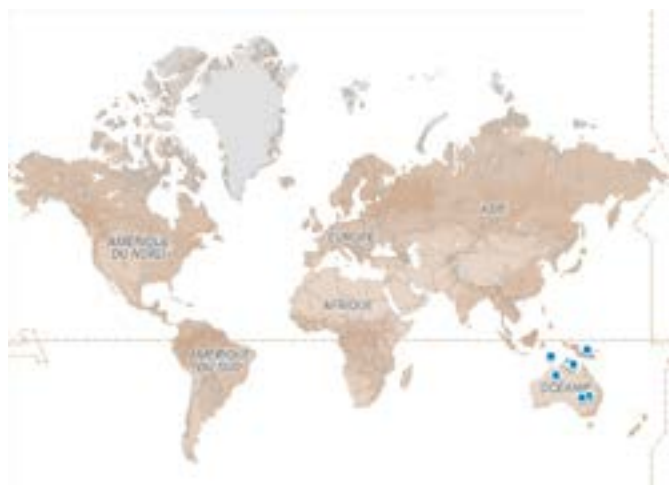 AMÉRIQUE
DU NORD
EUROPE
ASIE
AFRIQUE
AMÉRIQUE
DU SUD
OCÉANIE